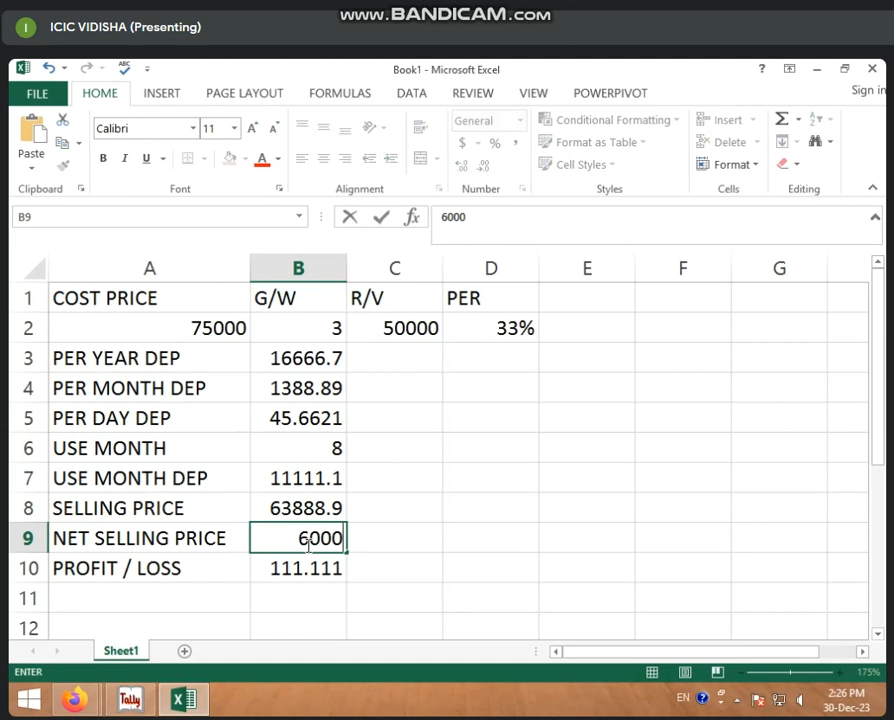 WWW.BANDICAM.COM
I ICIC VIDISHA (Presenting)
Book1 - Microsoft Excel
FILE HOME INSERT PAGE LAYOUT FORMULAS DATA REVIEW VIEW POWERPIVOT Sign in
Paste Calibri 11 General Conditional Formatting Insert
B I U A $ % , Format as Table Delete
Cell Styles Format
Clipboard Font Alignment Number Styles Cells Editing
B9 fx 6000
A B C D E F G
1 COST PRICE G/W R/V PER
2 75000 3 50000 33%
3 PER YEAR DEP 16666.7
4 PER MONTH DEP 1388.89
5 PER DAY DEP 45.6621
6 USE MONTH 8
7 USE MONTH DEP 11111.1
8 SELLING PRICE 63888.9
9 NET SELLING PRICE 6000
10 PROFIT / LOSS 111.111
11
12
Sheet1
ENTER 175%
Tally EN 2:26 PM
30-Dec-23